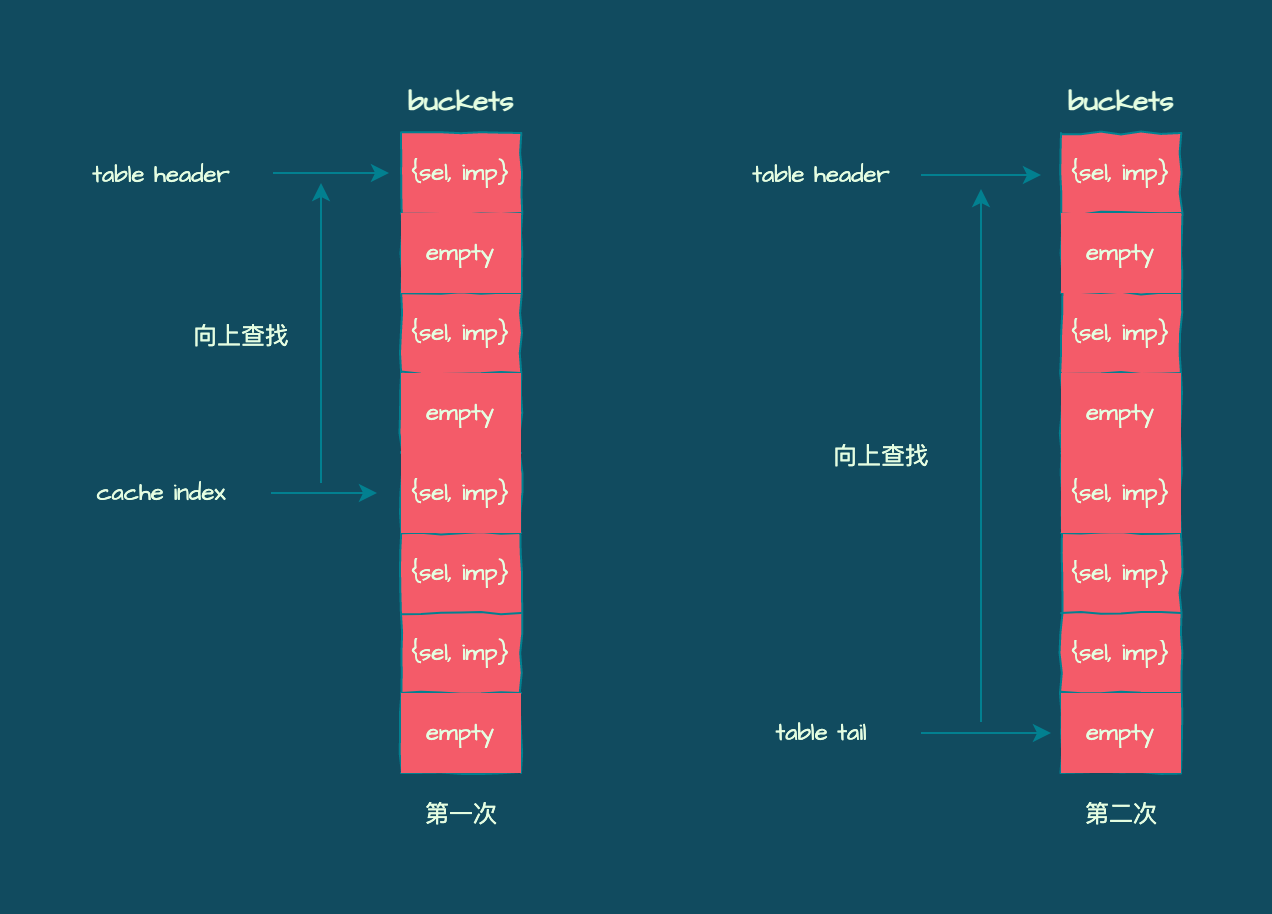 buckets
table header
{sel, imp}
empty
{sel, imp}
向上查找
empty
cache index
{sel, imp}
{sel, imp}
{sel, imp}
empty
第一次
buckets
table header
{sel, imp}
empty
{sel, imp}
empty
向上查找
{sel, imp}
{sel, imp}
{sel, imp}
table tail
empty
第二次